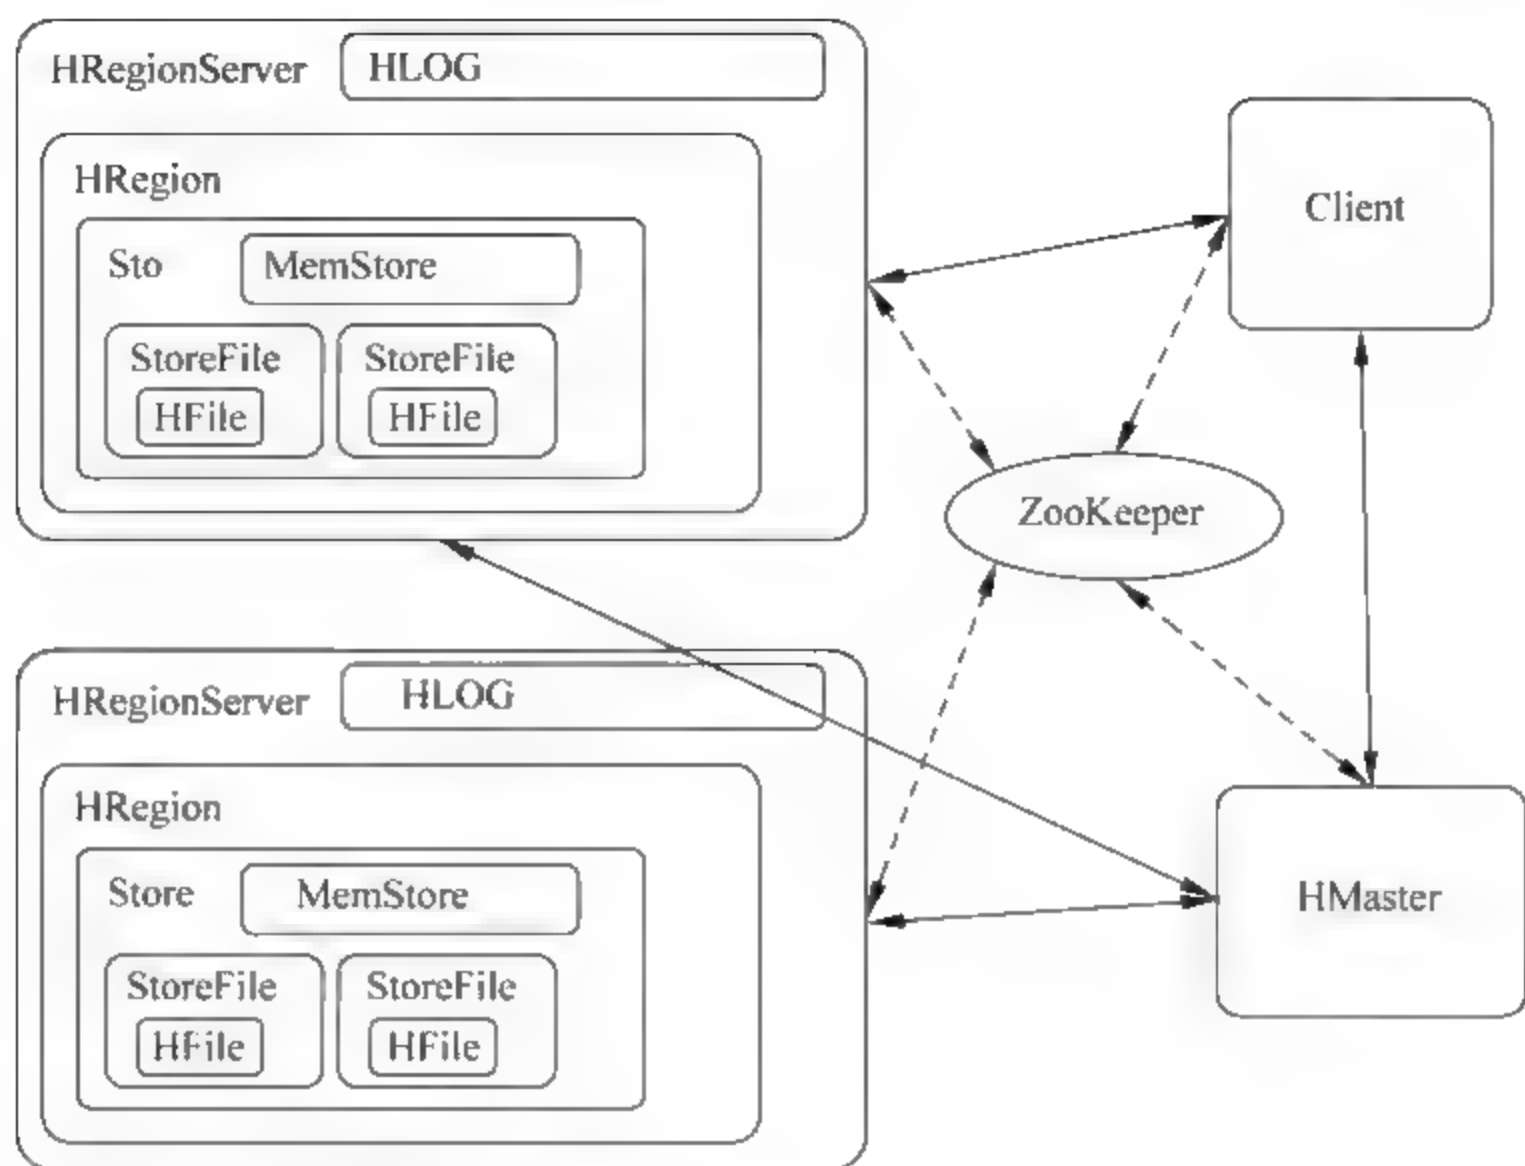 HRegionServer HLOG
HRegion
Sto MemStore
StoreFile StoreFile
HFile HFile
Client
ZooKeeper
HRegionServer HLOG
HRegion
Store MemStore
StoreFile StoreFile
HFile HFile
HMaster